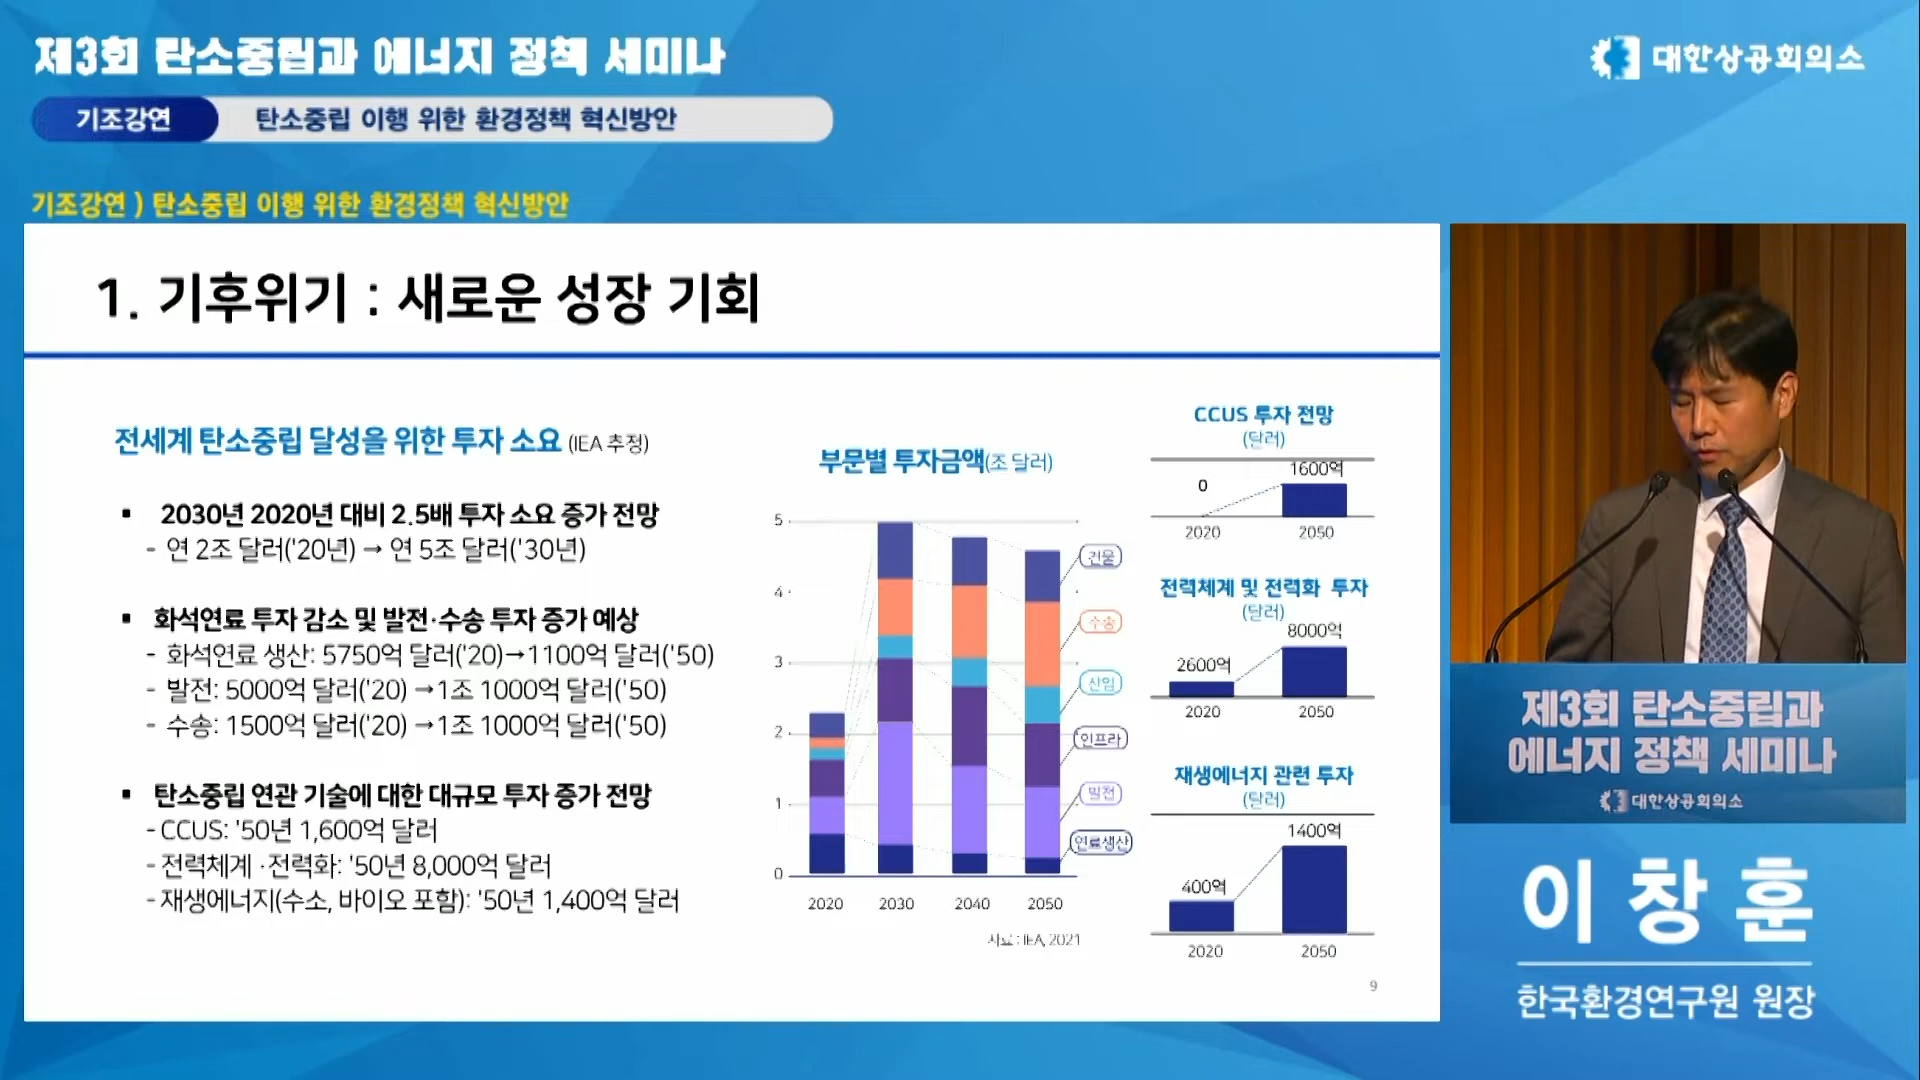 제3회 탄소중립과 에너지 정책 세미나
대한상공회의소
기조강연
탄소중립 이행 위한 환경정책 혁신방안
기조강연 ) 탄소중립 이행 위한 환경정책 혁신방안
1. 기후위기 : 새로운 성장 기회
전세계 탄소중립 달성을 위한 투자 소요 (IEA 추정)
▪ 2030년 2020년 대비 2.5배 투자 소요 증가 전망
- 연 2조 달러('20년) → 연 5조 달러('30년)
▪ 화석연료 투자 감소 및 발전·수송 투자 증가 예상
- 화석연료 생산: 5750억 달러('20)→1100억 달러('50)
- 발전: 5000억 달러('20) →1조 1000억 달러('50)
- 수송: 1500억 달러('20) →1조 1000억 달러('50)
▪ 탄소중립 연관 기술에 대한 대규모 투자 증가 전망
- CCUS: '50년 1,600억 달러
- 전력체계 ·전력화: '50년 8,000억 달러
- 재생에너지(수소, 바이오 포함): '50년 1,400억 달러
부문별 투자금액(조 달러)
5
4
3
2
1
0
2020 2030 2040 2050
건물
수송
산업
인프라
발전
연료생산
자료 : IEA, 2021
CCUS 투자 전망
(달러)
0
1600억
2020 2050
전력체계 및 전력화 투자
(달러)
2600억
8000억
2020 2050
재생에너지 관련 투자
(달러)
400억
1400억
2020 2050
9
제3회 탄소중립과
에너지 정책 세미나
대한상공회의소
이창훈
한국환경연구원 원장